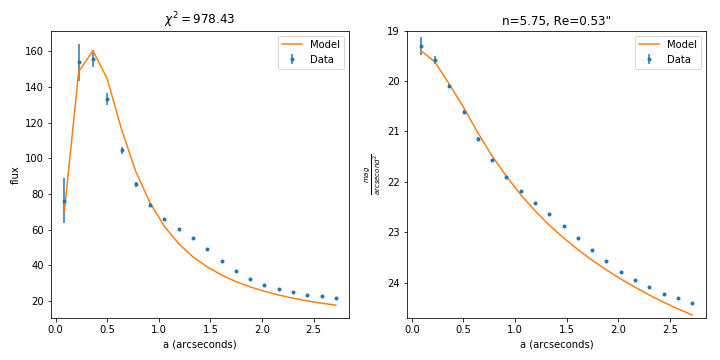 χ² = 978.43
160
140
120
100
80
60
40
20
flux
0.0 0.5 1.0 1.5 2.0 2.5
a (arcseconds)
Model
Data
n=5.75, Re=0.53"
19
20
21
22
23
24
mag
arcsecond²
0.0 0.5 1.0 1.5 2.0 2.5
a (arcseconds)
Model
Data